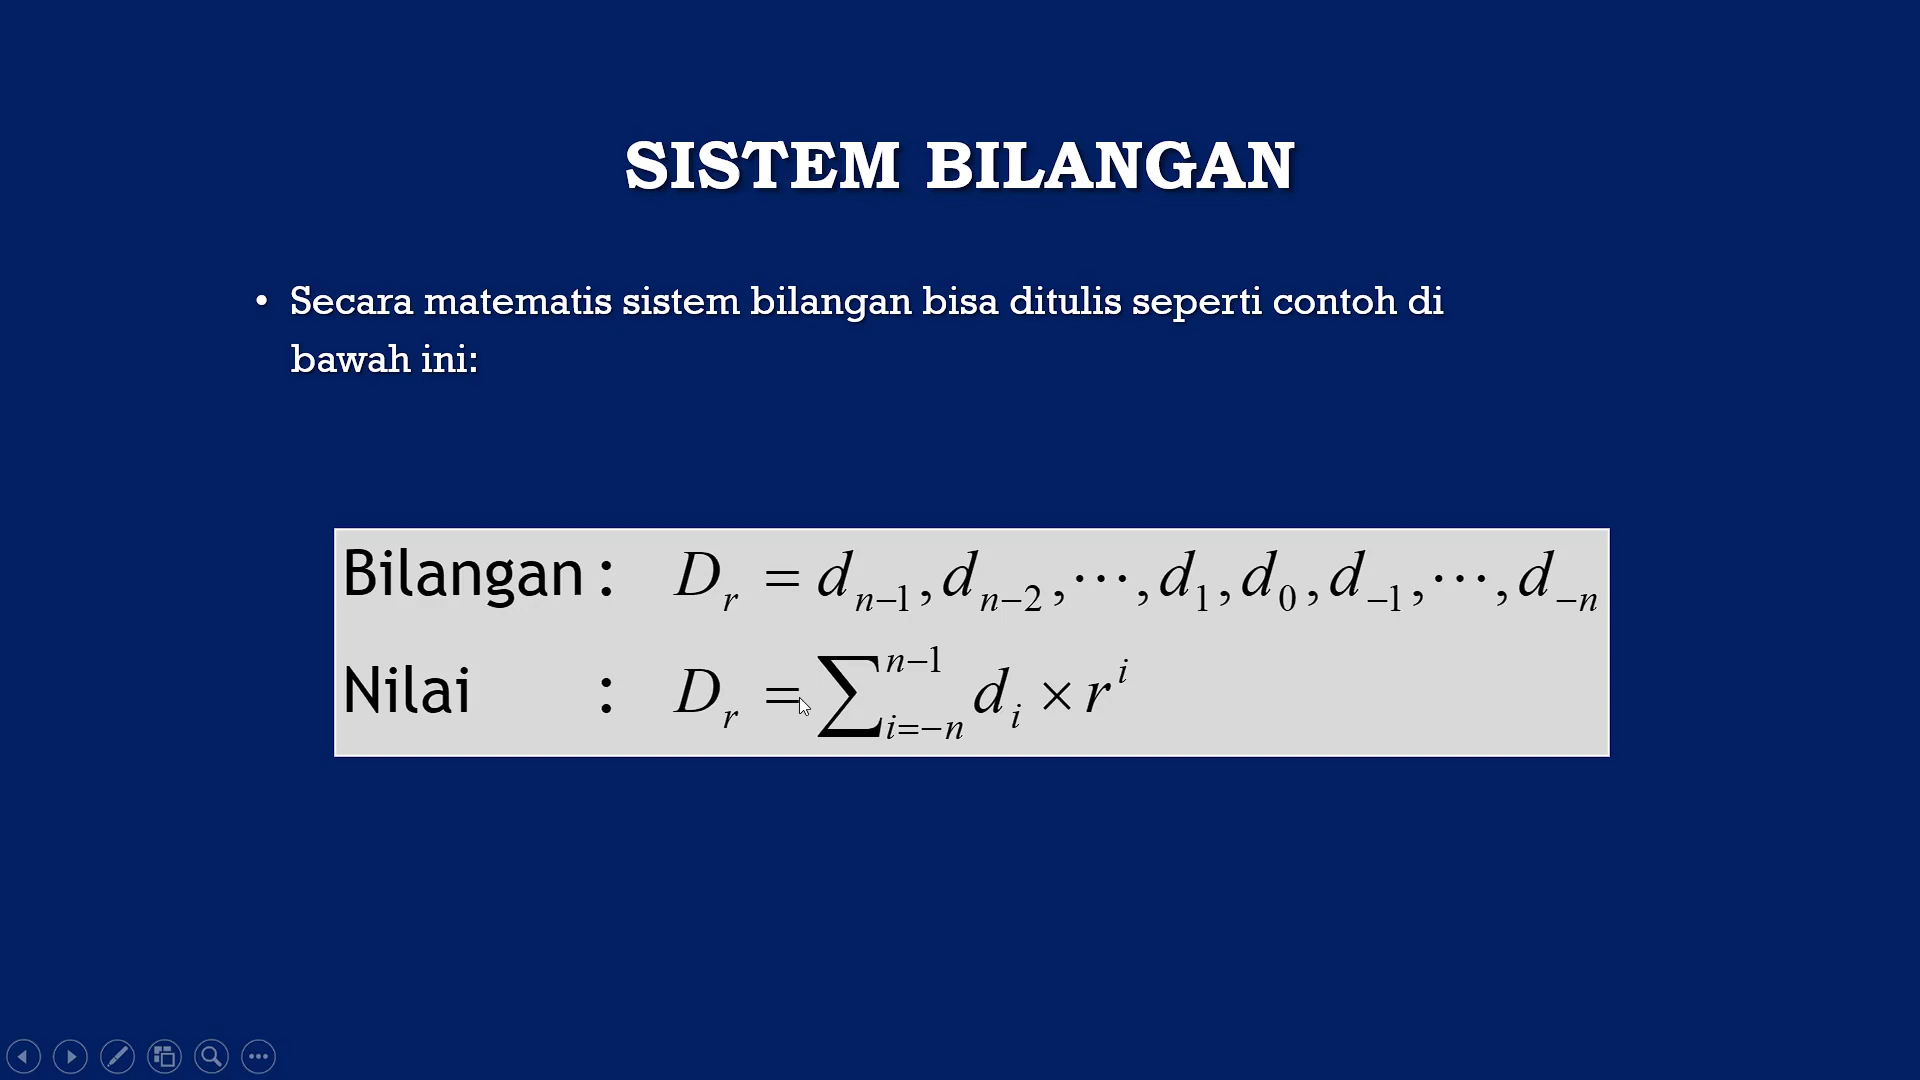 SISTEM BILANGAN
• Secara matematis sistem bilangan bisa ditulis seperti contoh di
bawah ini:
Bilangan : D_r = d_{n-1}, d_{n-2}, ⋯, d_1, d_0, d_{-1}, ⋯, d_{-n}
Nilai : D_r = ∑_{i=-n}^{n-1} d_i × r^i